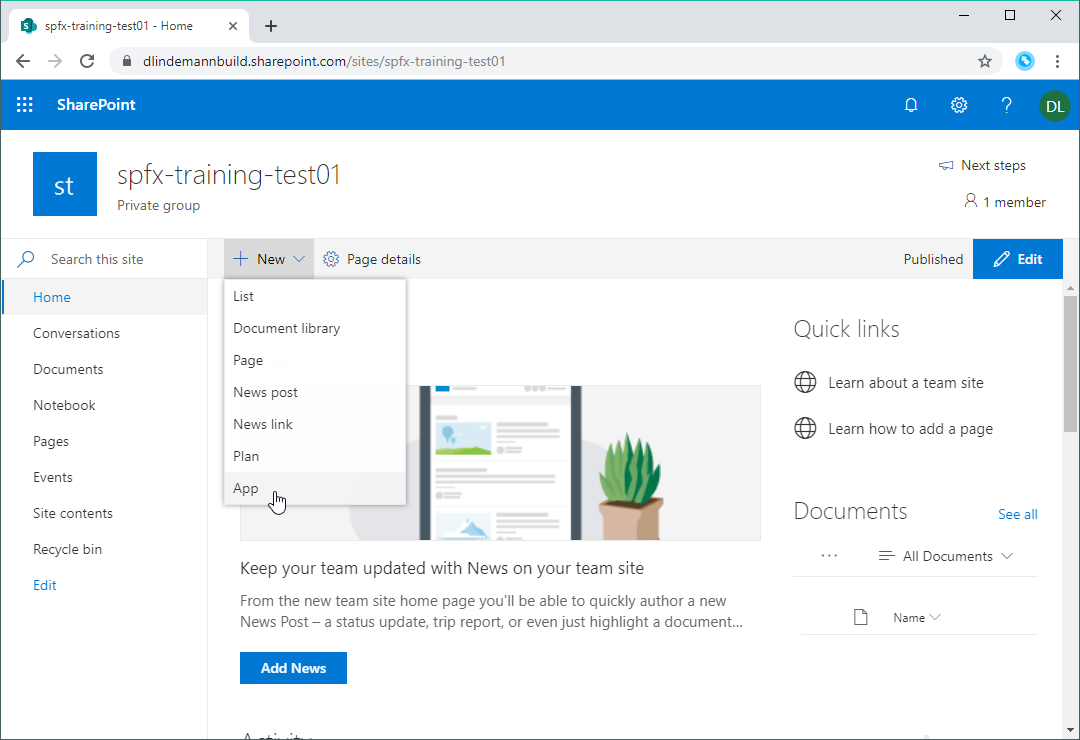 spfx-training-test01 - Home
dlindemannbuild.sharepoint.com/sites/spfx-training-test01
SharePoint
?
DL
st
spfx-training-test01
Private group
Next steps
1 member
Search this site
New
Page details
Published
Edit
Home
Conversations
Documents
Notebook
Pages
Events
Site contents
Recycle bin
Edit
List
Document library
Page
News post
News link
Plan
App
Keep your team updated with News on your team site
From the new team site home page you'll be able to quickly author a new
News Post – a status update, trip report, or even just highlight a document...
Add News
Activity
Quick links
Learn about a team site
Learn how to add a page
Documents
See all
All Documents
Name